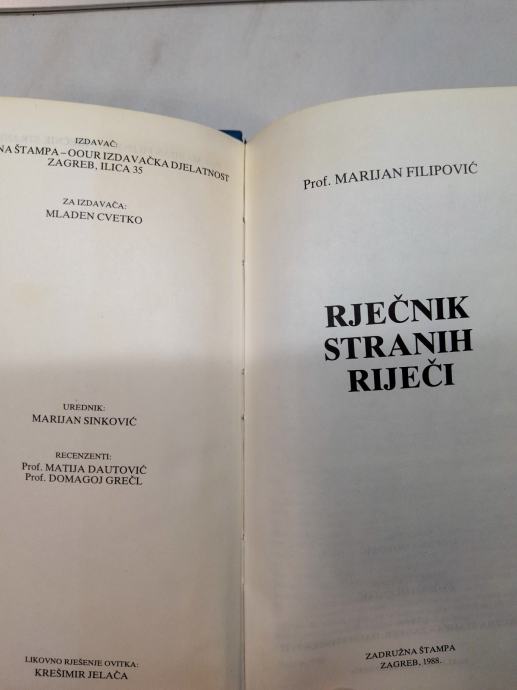 IZDAVAČ:
NA ŠTAMPA – OOUR IZDAVAČKA DJELATNOST
ZAGREB, ILICA 35
ZA IZDAVAČA:
MLADEN CVETKO
UREDNIK:
MARIJAN SINKOVIĆ
RECENZENTI:
Prof. MATIJA DAUTOVIĆ
Prof. DOMAGOJ GREČL
LIKOVNO RJEŠENJE OVITKA:
KREŠIMIR JELAČA
Prof. MARIJAN FILIPOVIĆ
RJEČNIK
STRANIH
RIJEČI
ZADRUŽNA ŠTAMPA
ZAGREB, 1988.